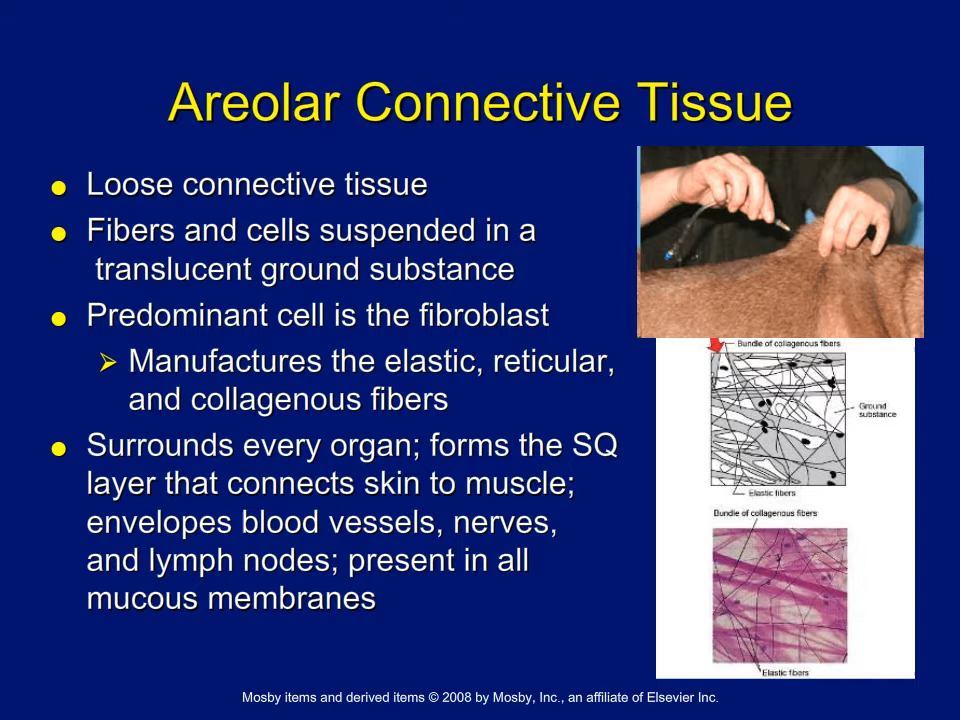 Areolar Connective Tissue
Loose connective tissue
Fibers and cells suspended in a
translucent ground substance
Predominant cell is the fibroblast
Manufactures the elastic, reticular,
and collagenous fibers
Surrounds every organ; forms the SQ
layer that connects skin to muscle;
envelopes blood vessels, nerves,
and lymph nodes; present in all
mucous membranes
Bundle of collagenous fibers
Ground
substance
Elastic fibers
Bundle of collagenous fibers
Elastic fibers
Mosby items and derived items © 2008 by Mosby, Inc., an affiliate of Elsevier Inc.